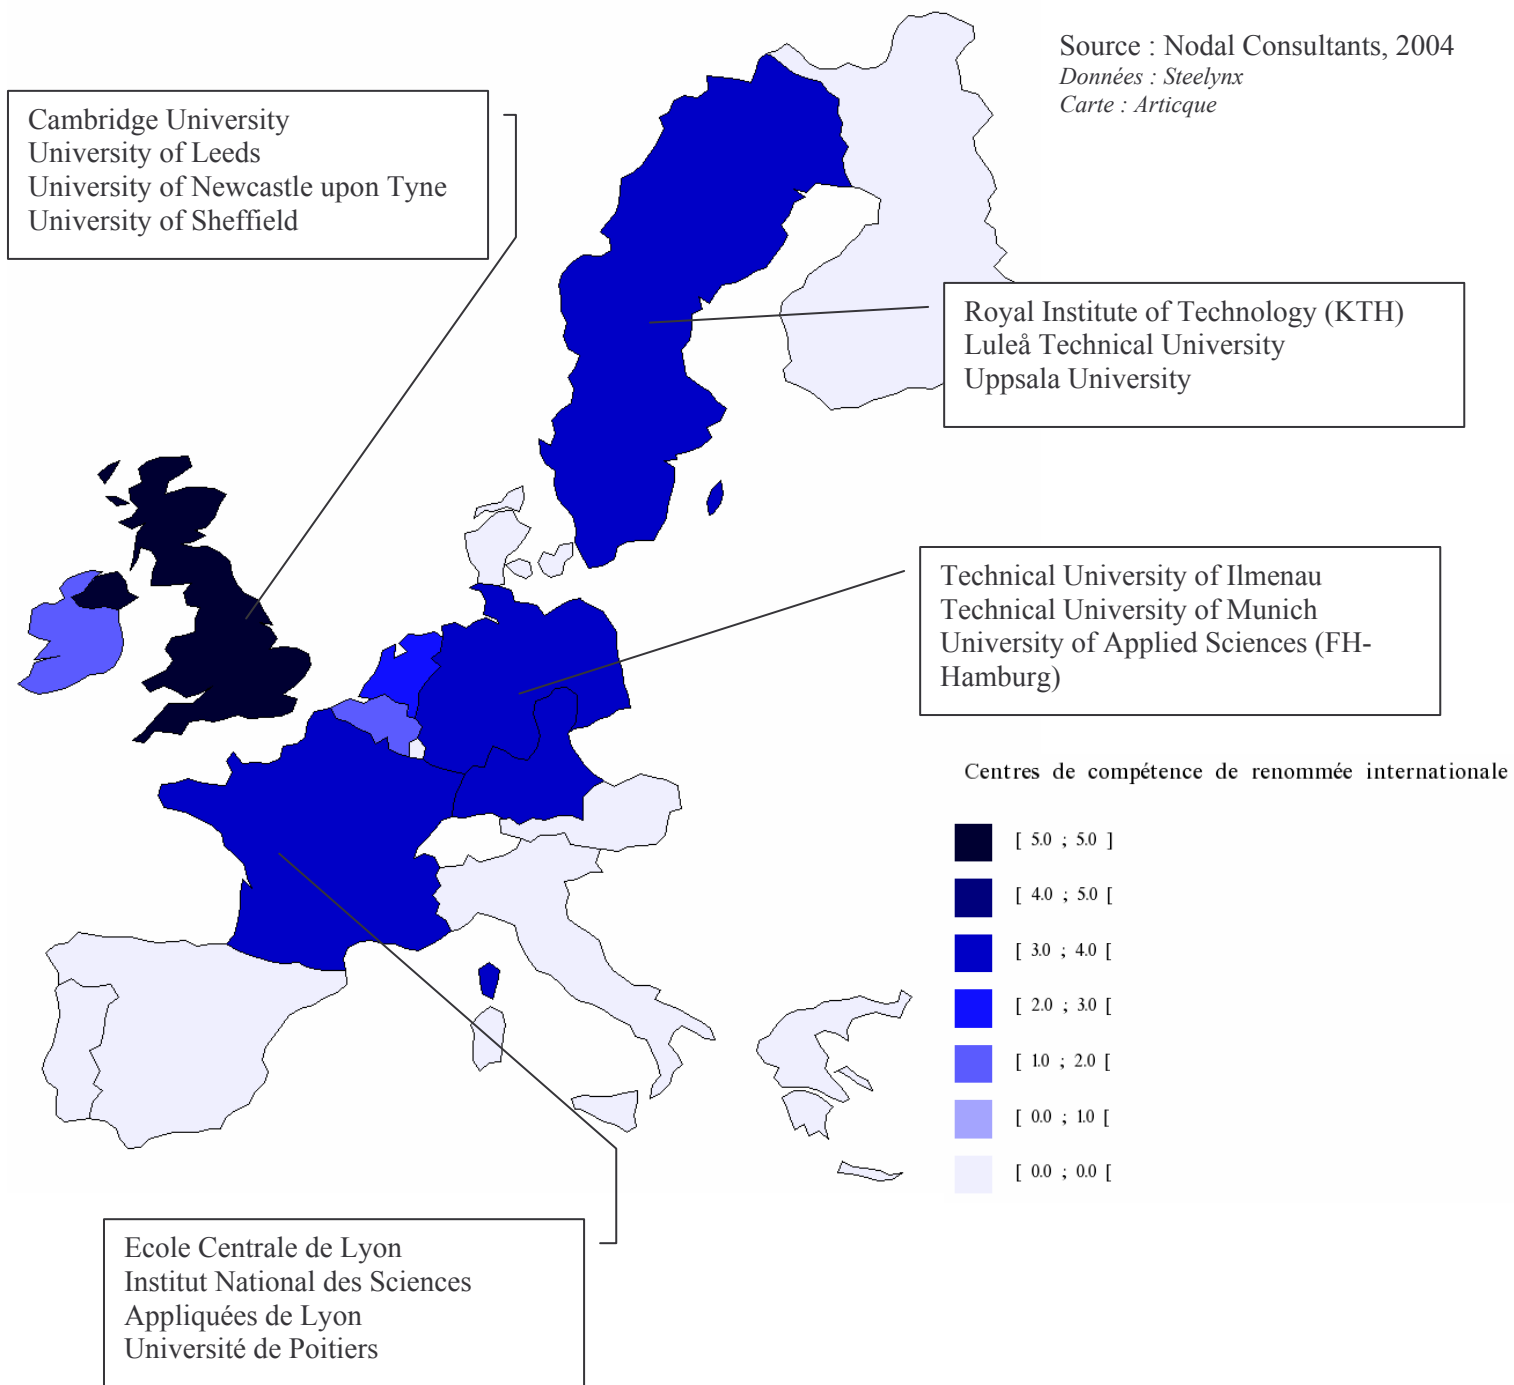 Source : Nodal Consultants, 2004
Données : Steelynx
Carte : Articque
Cambridge University
University of Leeds
University of Newcastle upon Tyne
University of Sheffield
Royal Institute of Technology (KTH)
Luleå Technical University
Uppsala University
Technical University of Ilmenau
Technical University of Munich
University of Applied Sciences (FH-
Hamburg)
Centres de compétence de renommée internationale
[ 5.0 ; 5.0 ]
[ 4.0 ; 5.0 [
[ 3.0 ; 4.0 [
[ 2.0 ; 3.0 [
[ 1.0 ; 2.0 [
[ 0.0 ; 1.0 [
[ 0.0 ; 0.0 [
Ecole Centrale de Lyon
Institut National des Sciences
Appliquées de Lyon
Université de Poitiers